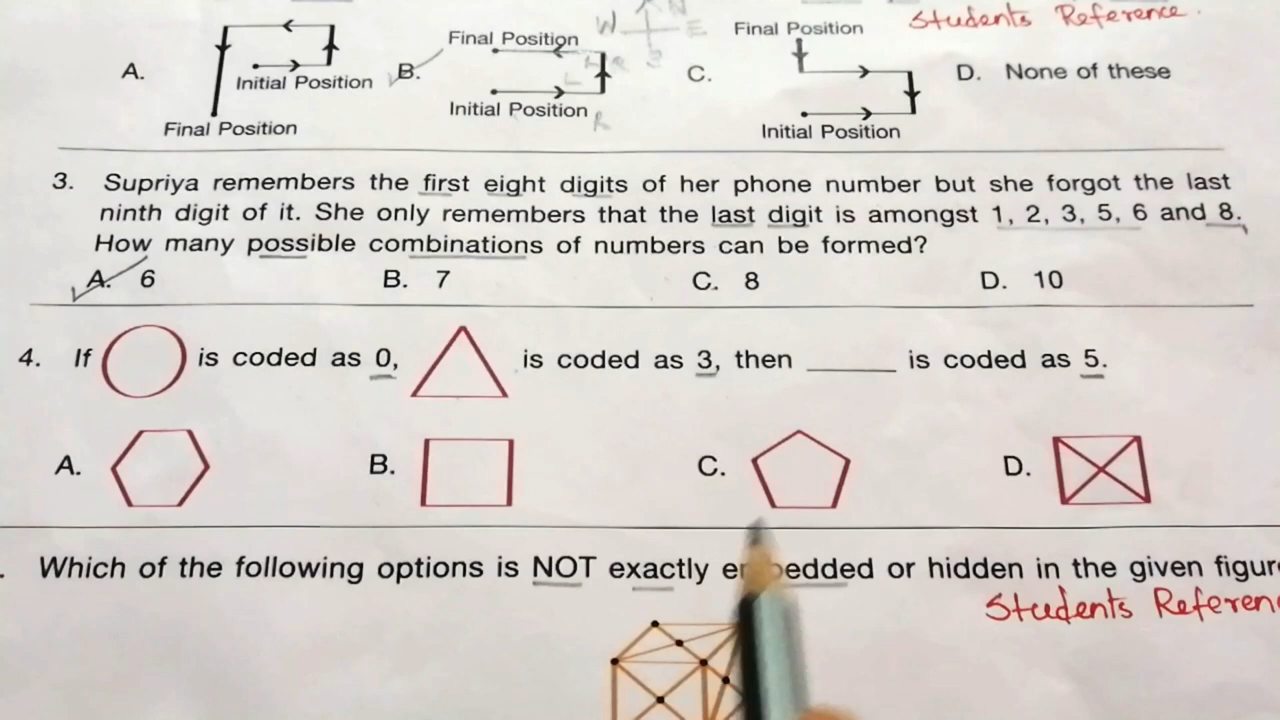 Students Reference.
N
W E
S
Final Position
Final Position
A. Initial Position B. Initial Position C. D. None of these
R
L
R
Final Position
Initial Position
3. Supriya remembers the first eight digits of her phone number but she forgot the last
ninth digit of it. She only remembers that the last digit is amongst 1, 2, 3, 5, 6 and 8.
How many possible combinations of numbers can be formed?
A. 6 B. 7 C. 8 D. 10
4. If is coded as 0, is coded as 3, then ______ is coded as 5.
A. B. C. D.
Which of the following options is NOT exactly embedded or hidden in the given figur
Students Referen